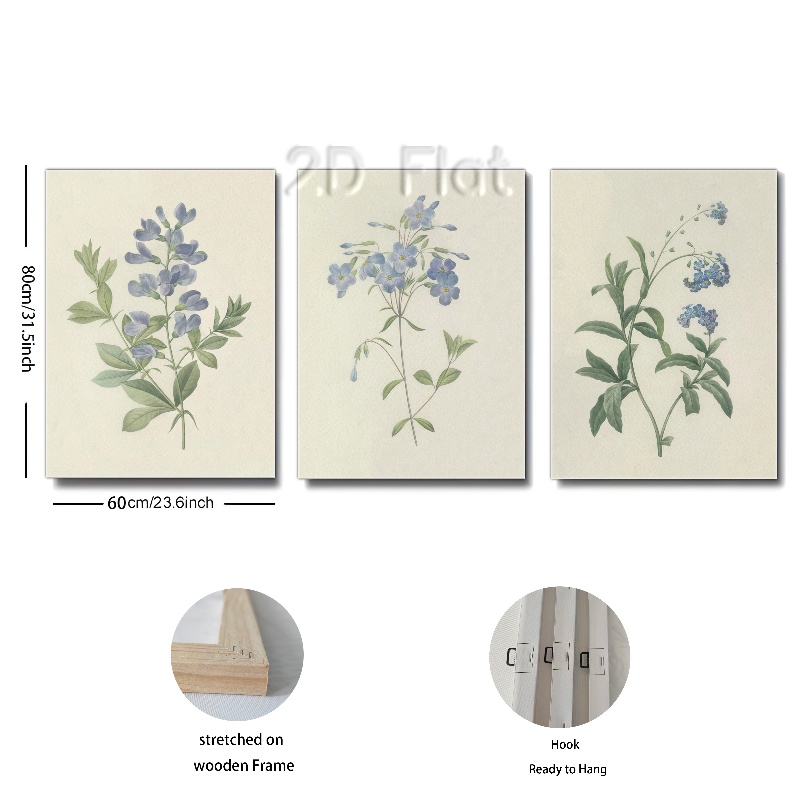 2D Flat
80cm/31.5inch
60cm/23.6inch
stretched on
wooden Frame
Hook
Ready to Hang